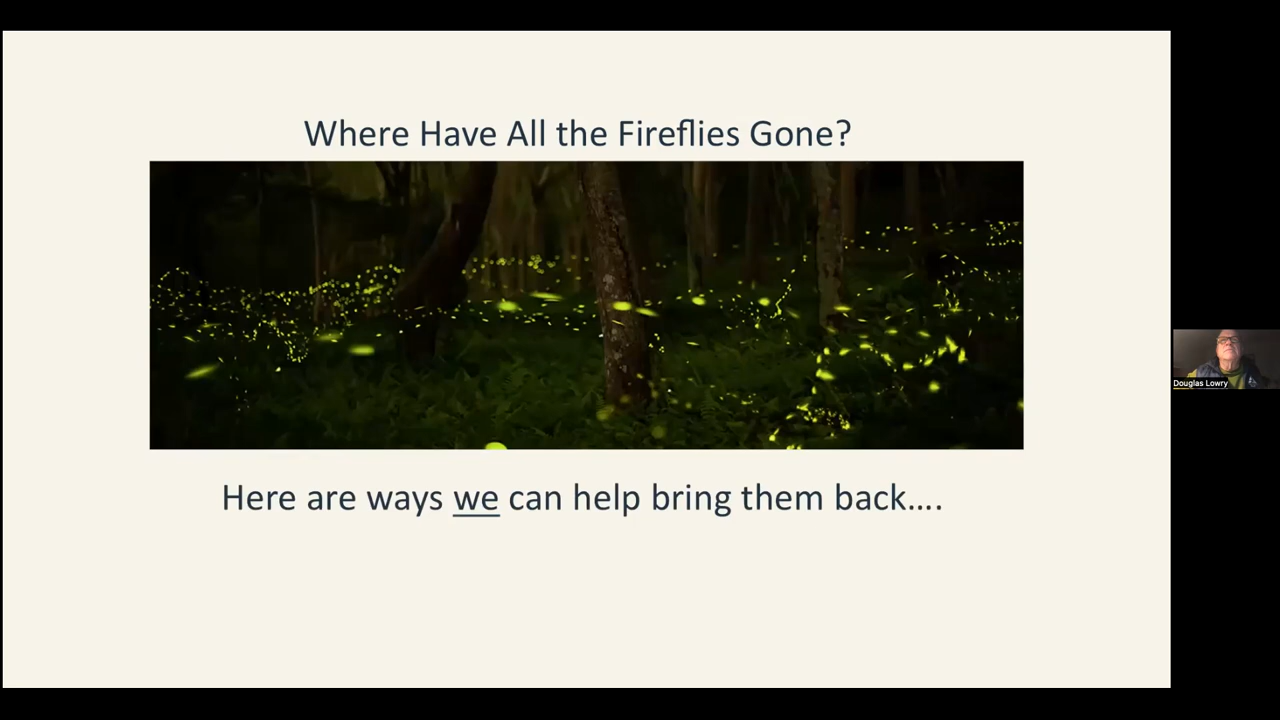 Where Have All the Fireflies Gone?
Here are ways we can help bring them back....
Douglas Lowry